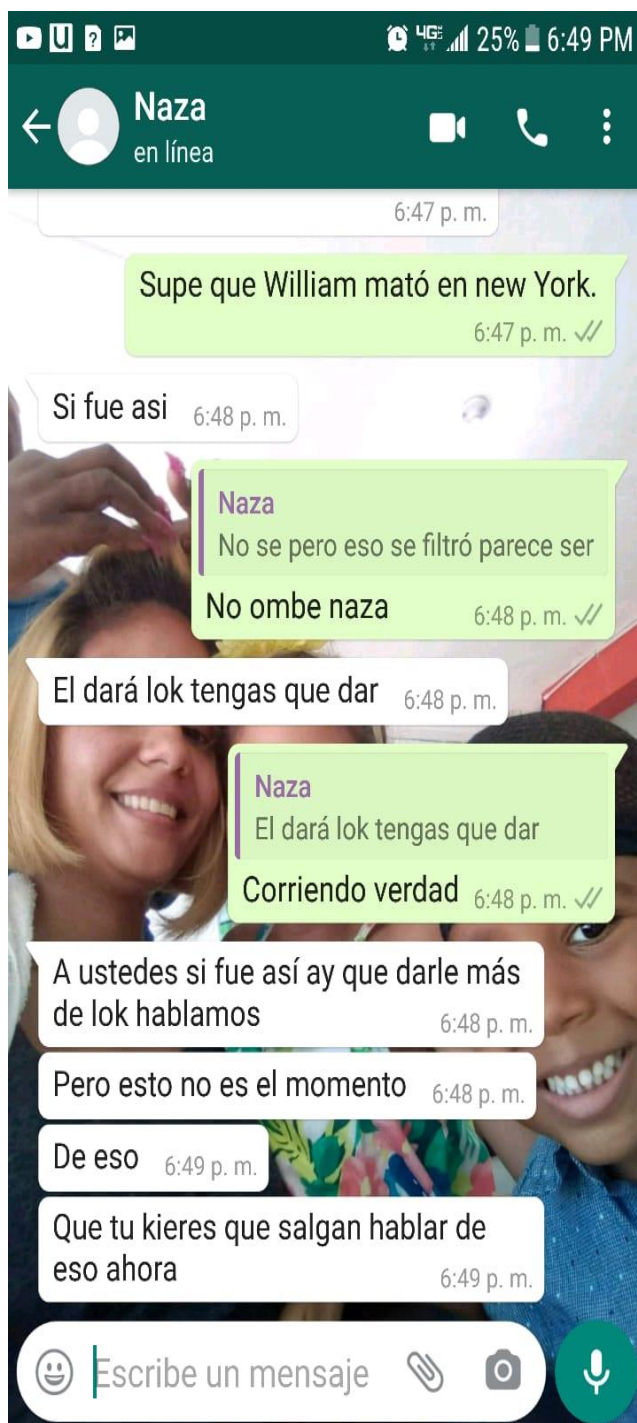 25% 6:49 PM
Naza
en línea
6:47 p. m.
Supe que William mató en new York.
6:47 p. m.
Si fue asi 6:48 p. m.
Naza
No se pero eso se filtró parece ser
No ombe naza 6:48 p. m.
El dará lok tengas que dar 6:48 p. m.
Naza
El dará lok tengas que dar
Corriendo verdad 6:48 p. m.
A ustedes si fue así ay que darle más
de lok hablamos 6:48 p. m.
Pero esto no es el momento 6:48 p. m.
De eso 6:49 p. m.
Que tu kieres que salgan hablar de
eso ahora 6:49 p. m.
Escribe un mensaje